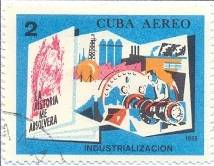 2 CUBA AEREO
LA
HISTORIA
ME
ABSOLVERA
INDUSTRIALIZACION